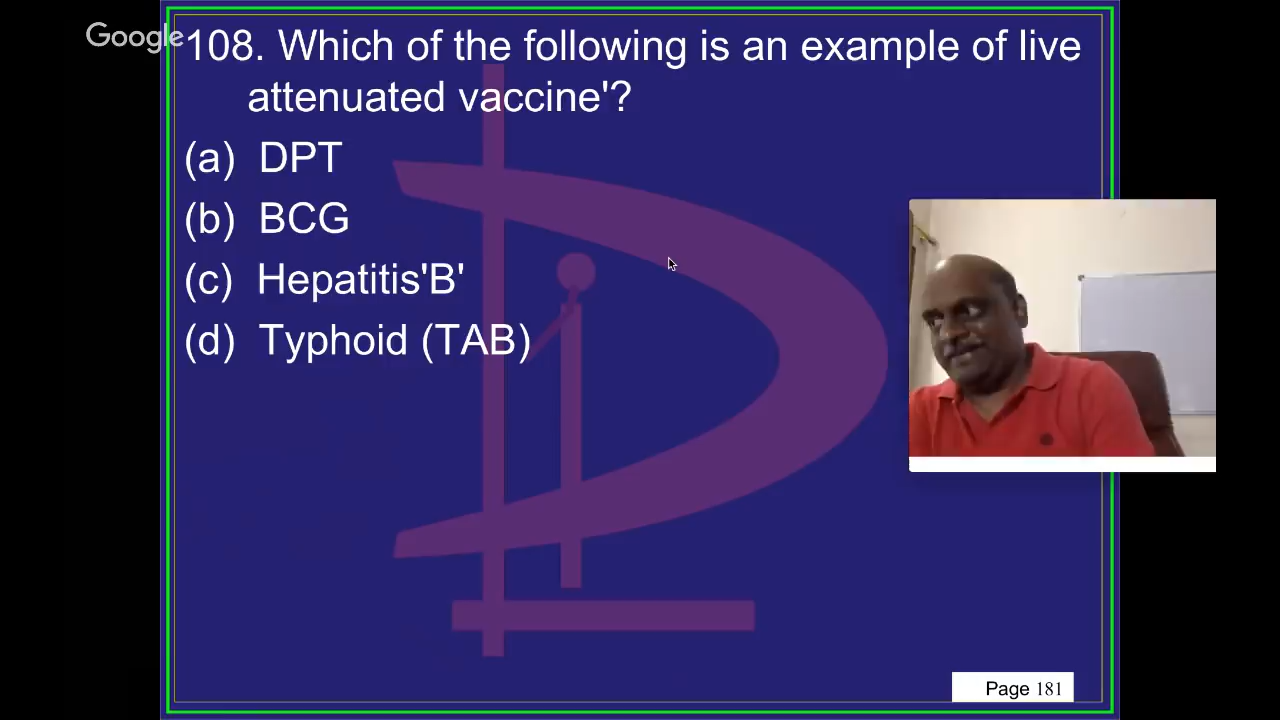 Google
108. Which of the following is an example of live
attenuated vaccine'?
(a) DPT
(b) BCG
(c) Hepatitis'B'
(d) Typhoid (TAB)
Page 181